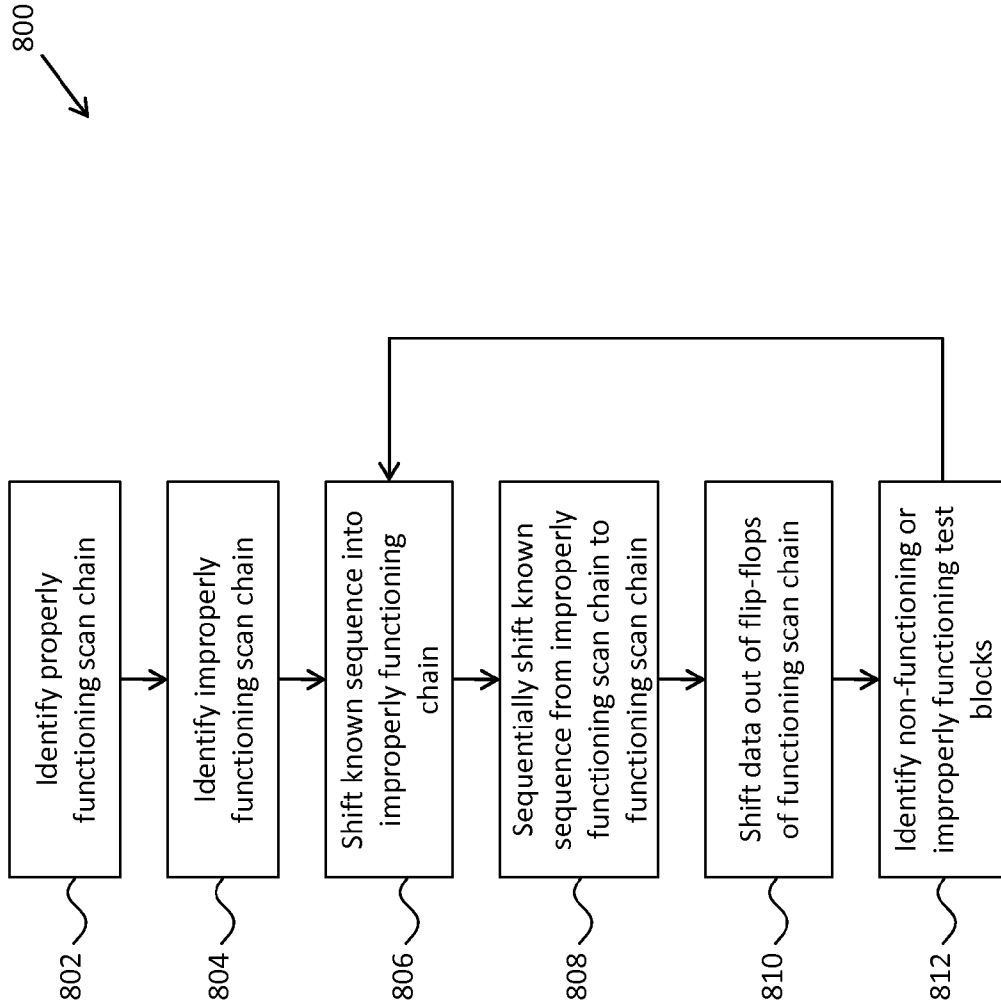 800
802
Identify properly
functioning scan chain
804
Identify improperly
functioning scan chain
806
Shift known sequence into
improperly functioning
chain
808
Sequentially shift known
sequence from improperly
functioning scan chain to
functioning scan chain
810
Shift data out of flip-flops
of functioning scan chain
812
Identify non-functioning or
improperly functioning test
blocks